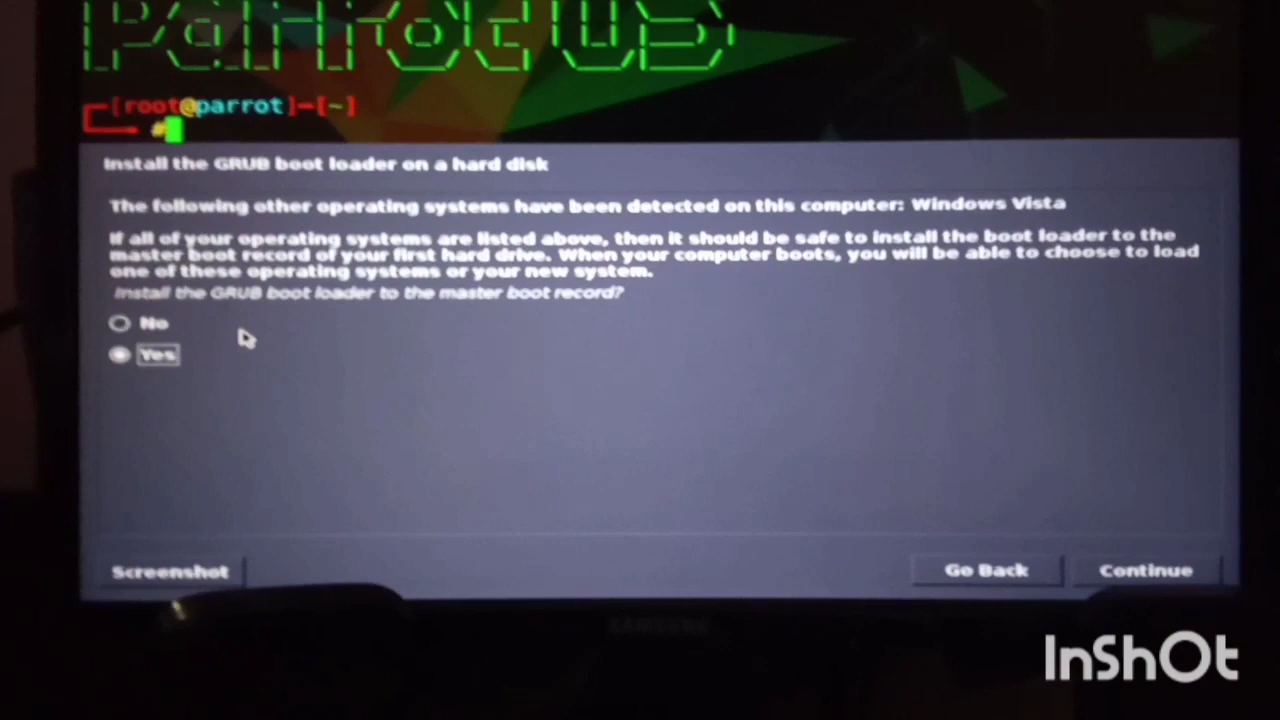 Parrot OS
[root@parrot]-[~]
#
Install the GRUB boot loader on a hard disk
The following other operating systems have been detected on this computer: Windows Vista
If all of your operating systems are listed above, then it should be safe to install the boot loader to the
master boot record of your first hard drive. When your computer boots, you will be able to choose to load
one of these operating systems or your new system.
Install the GRUB boot loader to the master boot record?
No
Yes
Screenshot
Go Back
Continue
SAMSUNG
InShOt